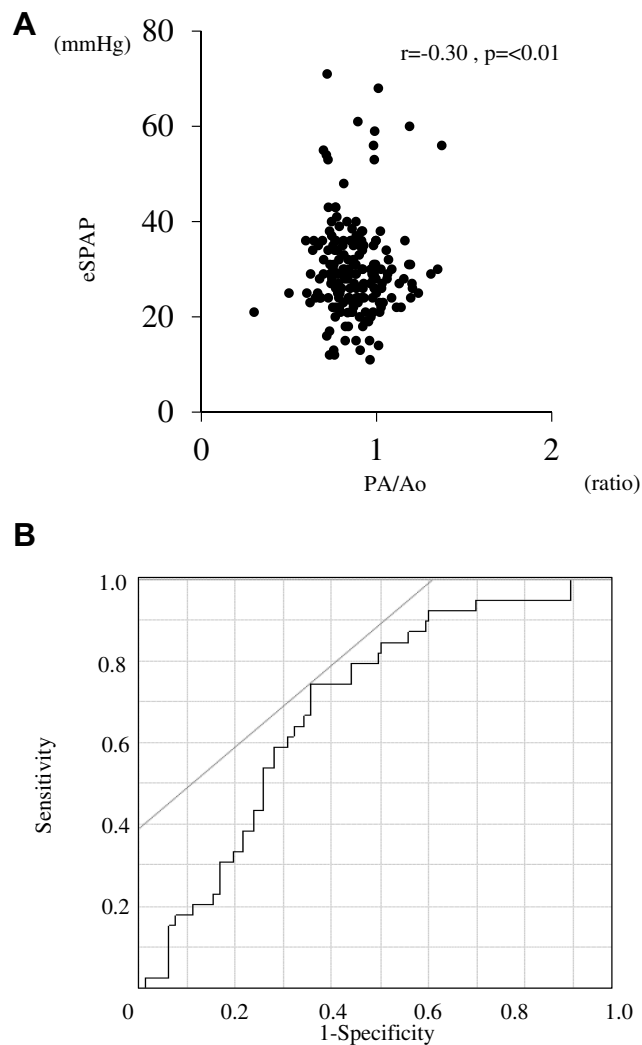 A
(mmHg)
80
r=-0.30 , p=<0.01
60
eSPAP
40
20
0
0 1 2
PA/Ao (ratio)
B
1.0
0.8
0.6
Sensitivity
0.4
0.2
0 0.2 0.4 0.6 0.8 1.0
1-Specificity